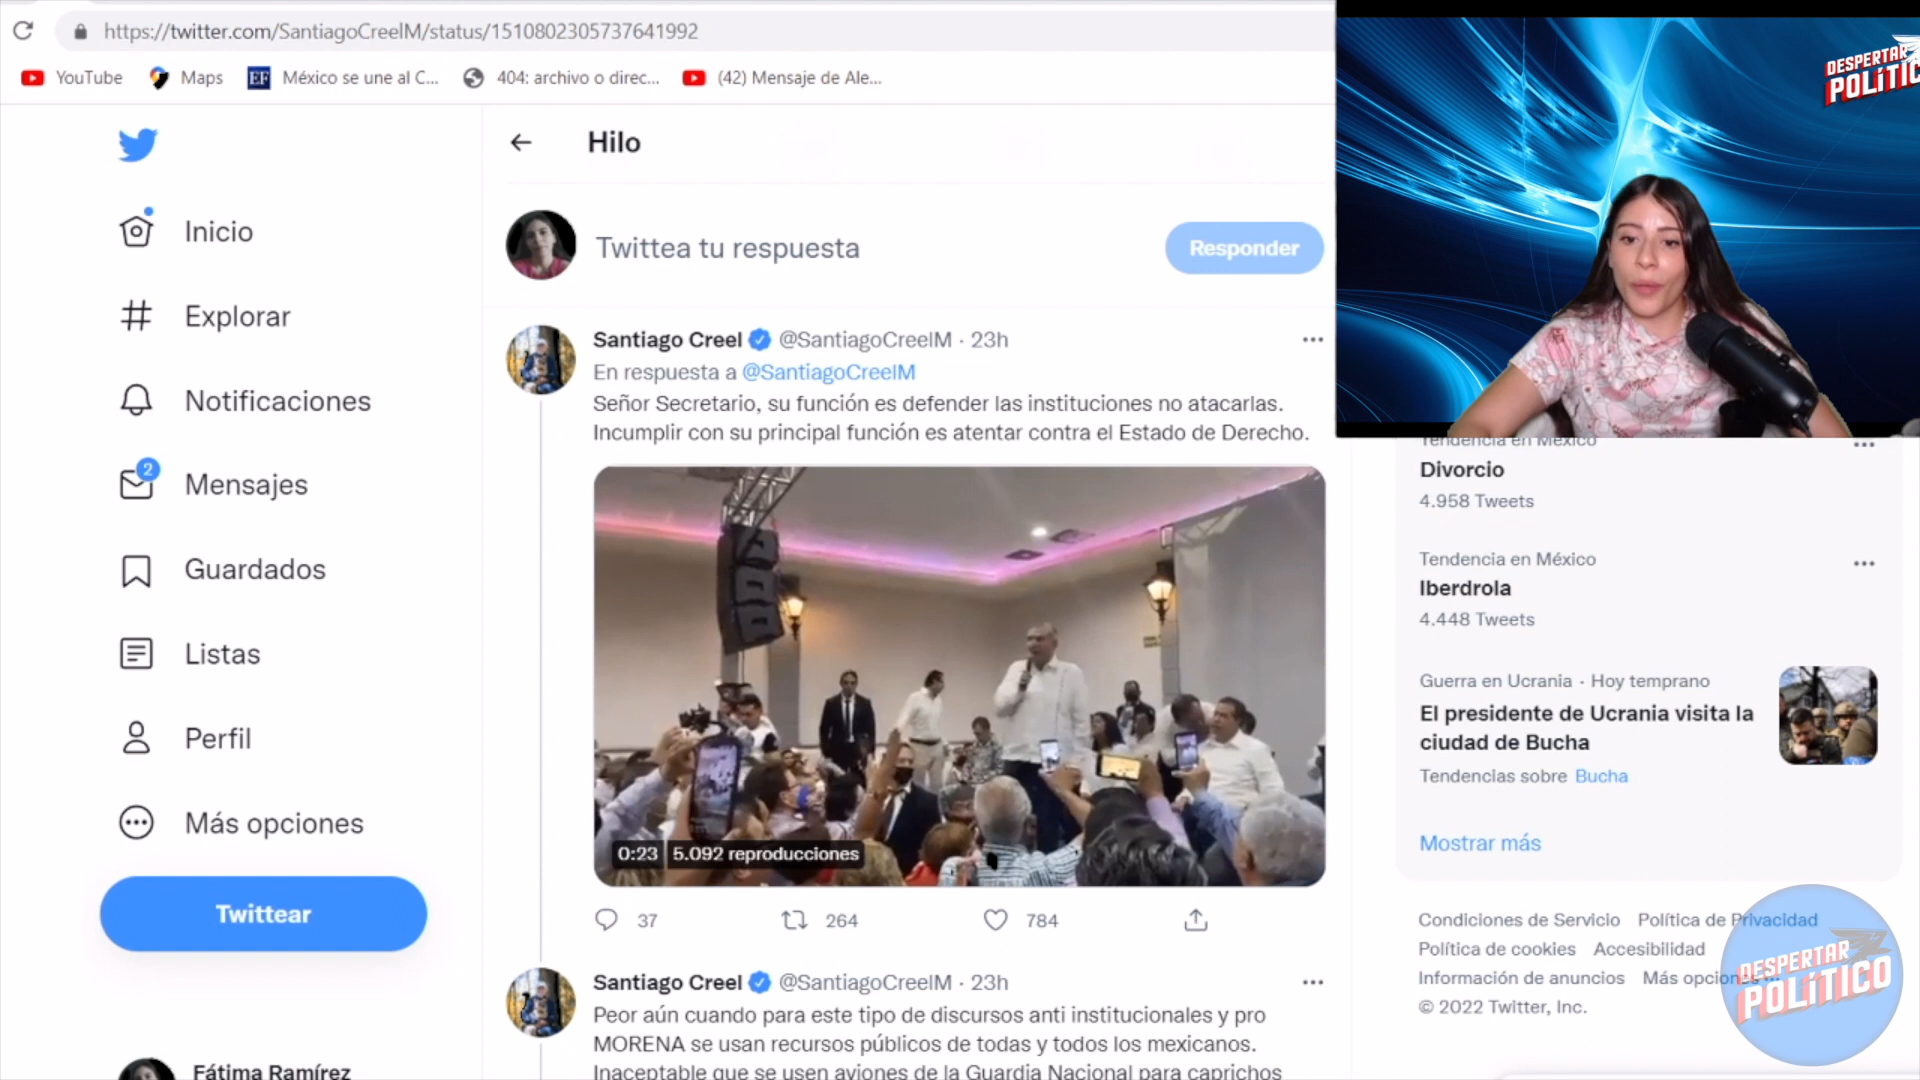 https://twitter.com/SantiagoCreelM/status/1510802305737641992
YouTube
Maps
EF
México se une al C...
404: archivo o direc...
(42) Mensaje de Ale...
Inicio
Explorar
Notificaciones
2
Mensajes
Guardados
Listas
Perfil
Más opciones
Twittear
Fátima Ramírez
Hilo
Twittea tu respuesta
Responder
Santiago Creel @SantiagoCreelM · 23h
En respuesta a @SantiagoCreelM
Señor Secretario, su función es defender las instituciones no atacarlas.
Incumplir con su principal función es atentar contra el Estado de Derecho.
0:23 5.092 reproducciones
37 264 784
Santiago Creel @SantiagoCreelM · 23h
Peor aún cuando para este tipo de discursos anti institucionales y pro
MORENA se usan recursos públicos de todas y todos los mexicanos.
Inaceptable que se usen aviones de la Guardia Nacional para caprichos
DESPERTAR
POLÍTIC
Tendencia en México
Divorcio
4.958 Tweets
Tendencia en México
Iberdrola
4.448 Tweets
Guerra en Ucrania · Hoy temprano
El presidente de Ucrania visita la
ciudad de Bucha
Tendencias sobre Bucha
Mostrar más
Condiciones de Servicio Política de Privacidad
Política de cookies Accesibilidad
Información de anuncios Más opciones
© 2022 Twitter, Inc.
DESPERTAR
POLÍTICO